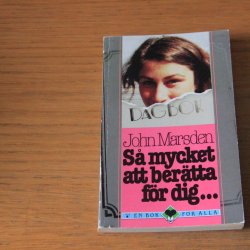 DAGBOK
John Marsden
Så mycket
att berätta
för dig...
EN BOK FÖR ALLA